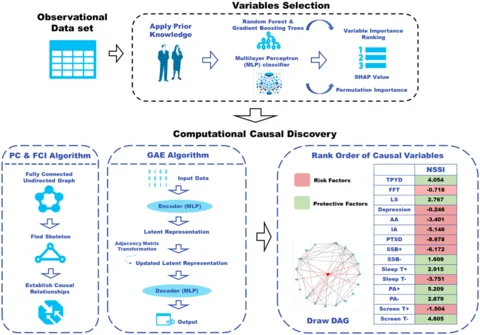 Variables Selection
Observational
Data set
Apply Prior
Knowledge
Random Forest &
Gradient Boosting Trees
Multilayer Perceptron
(MLP) classifier
Variable Importance
Ranking
1
2
3
SHAP Value
Permutation Importance
Computational Causal Discovery
PC & FCI Algorithm
Fully Connected
Undirected Graph
Find Skeleton
Establish Causal
Relationships
GAE Algorithm
Input Data
Encoder (MLP)
Latent Representation
Adjacency Matrix
Transformation
Updated Latent Representation
Decoder (MLP)
Output
Rank Order of Causal Variables
Risk Factors
Protective Factors
Draw DAG
NSSI
TPYD 4.054
FFT -0.718
LS 2.767
Depression -0.246
AA -3.401
IA -5.146
PTSD -8.978
SSB+ -6.172
SSB- 1.609
Sleep T+ 2.915
Sleep T- -3.751
PA+ 5.209
PA- 2.879
Screen T+ -1.504
Screen T- 4.605